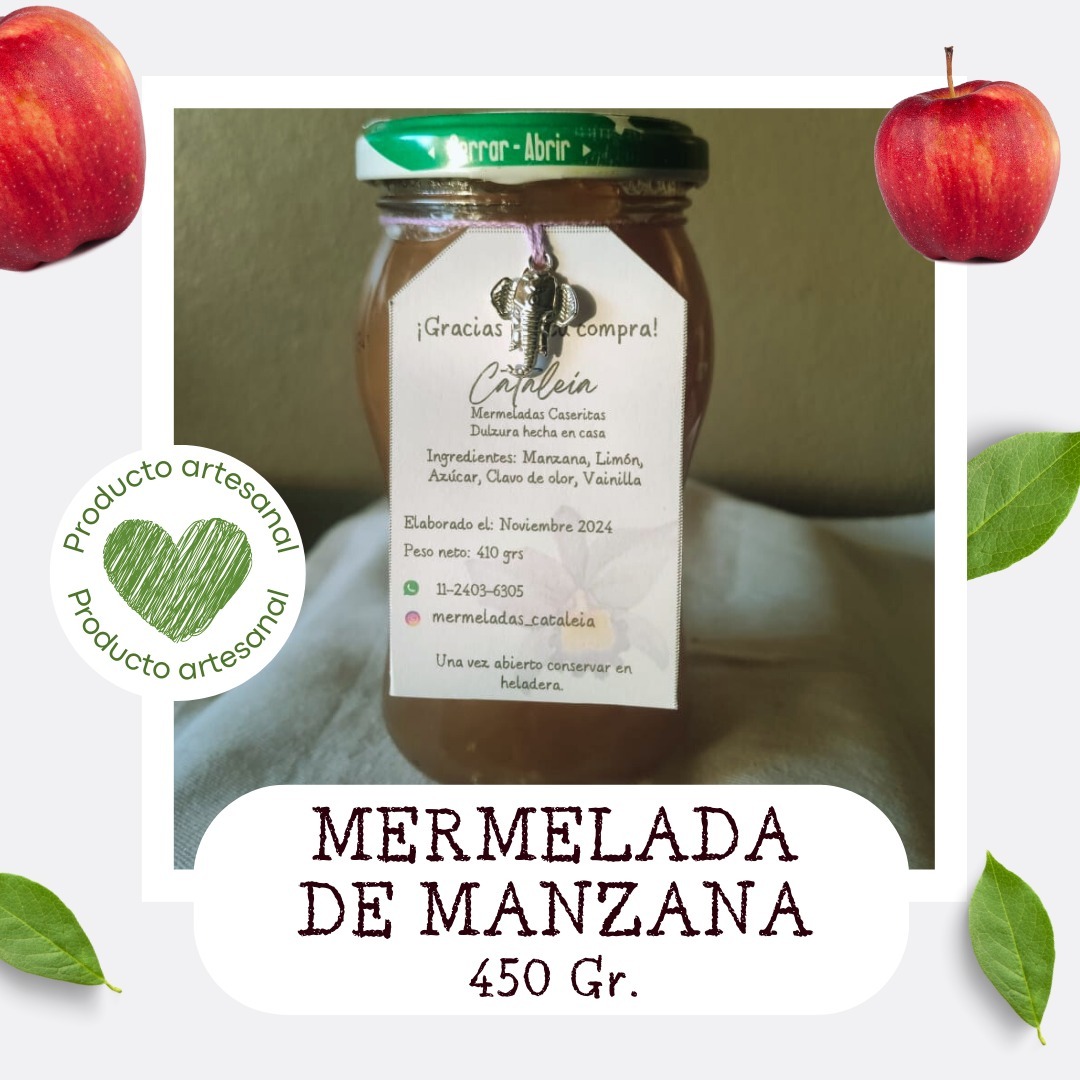 Cerrar - Abrir
¡Gracias compra!
Cataleia
Mermeladas Caseritas
Dulzura hecha en casa
Ingredientes: Manzana, Limón,
Azúcar, Clavo de olor, Vainilla
Elaborado el: Noviembre 2024
Peso neto: 410 grs
11-2403-6305
mermeladas_cataleia
Una vez abierto conservar en
heladera.
Producto artesanal
Producto artesanal
MERMELADA
DE MANZANA
450 Gr.